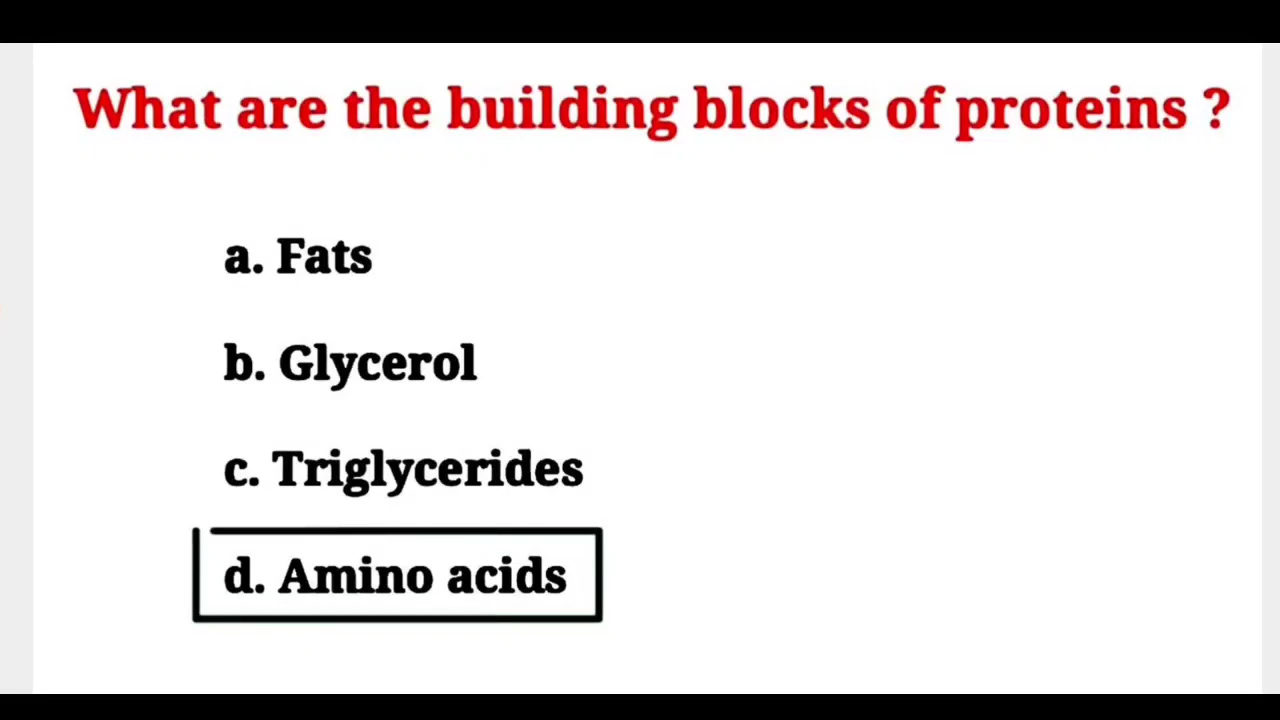 What are the building blocks of proteins ?
a. Fats
b. Glycerol
c. Triglycerides
d. Amino acids